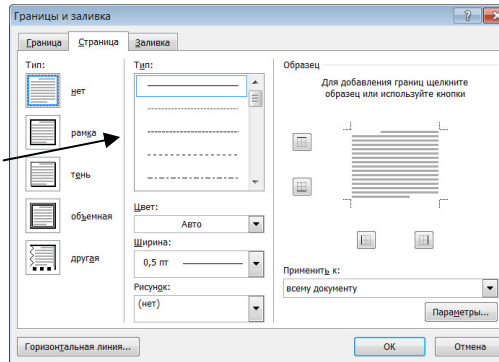 Границы и заливка
Граница
Страница
Заливка
Тип:
нет
рамка
тень
объемная
другая
Тип:
Цвет:
Авто
Ширина:
0,5 пт
Рисунок:
(нет)
Образец
Для добавления границ щелкните
образец или используйте кнопки
Применить к:
всему документу
Параметры...
Горизонтальная линия...
ОК
Отмена